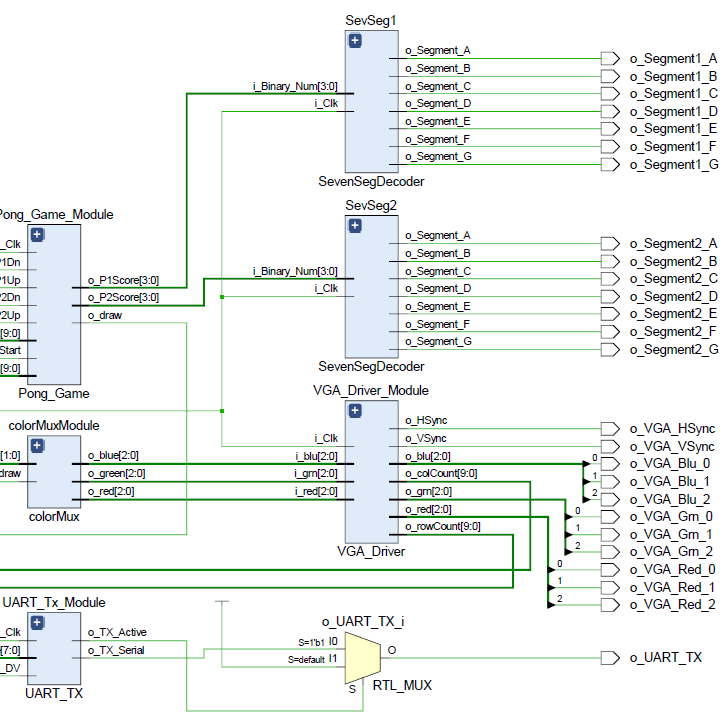 SevSeg1
o_Segment_A
o_Segment_B
o_Segment_C
o_Segment_D
o_Segment_E
o_Segment_F
o_Segment_G
i_Binary_Num[3:0]
i_Clk
SevenSegDecoder
o_Segment1_A
o_Segment1_B
o_Segment1_C
o_Segment1_D
o_Segment1_E
o_Segment1_F
o_Segment1_G
SevSeg2
o_Segment_A
o_Segment_B
o_Segment_C
o_Segment_D
o_Segment_E
o_Segment_F
o_Segment_G
i_Binary_Num[3:0]
i_Clk
SevenSegDecoder
o_Segment2_A
o_Segment2_B
o_Segment2_C
o_Segment2_D
o_Segment2_E
o_Segment2_F
o_Segment2_G
Pong_Game_Module
_Clk
P1Dn
P1Up
P2Dn
P2Up
[9:0]
Start
[9:0]
o_P1Score[3:0]
o_P2Score[3:0]
o_draw
Pong_Game
colorMuxModule
[1:0]
draw
o_blue[2:0]
o_green[2:0]
o_red[2:0]
colorMux
VGA_Driver_Module
i_Clk
i_blu[2:0]
i_grn[2:0]
i_red[2:0]
o_HSync
o_VSync
o_blu[2:0]
o_colCount[9:0]
o_grn[2:0]
o_red[2:0]
o_rowCount[9:0]
VGA_Driver
0
1
2
0
1
2
0
1
2
o_VGA_HSync
o_VGA_VSync
o_VGA_Blu_0
o_VGA_Blu_1
o_VGA_Blu_2
o_VGA_Grn_0
o_VGA_Grn_1
o_VGA_Grn_2
o_VGA_Red_0
o_VGA_Red_1
o_VGA_Red_2
UART_Tx_Module
_Clk
[7:0]
_DV
o_TX_Active
o_TX_Serial
UART_TX
o_UART_TX_i
S=1'b1 I0
S=default I1
S
O
RTL_MUX
o_UART_TX